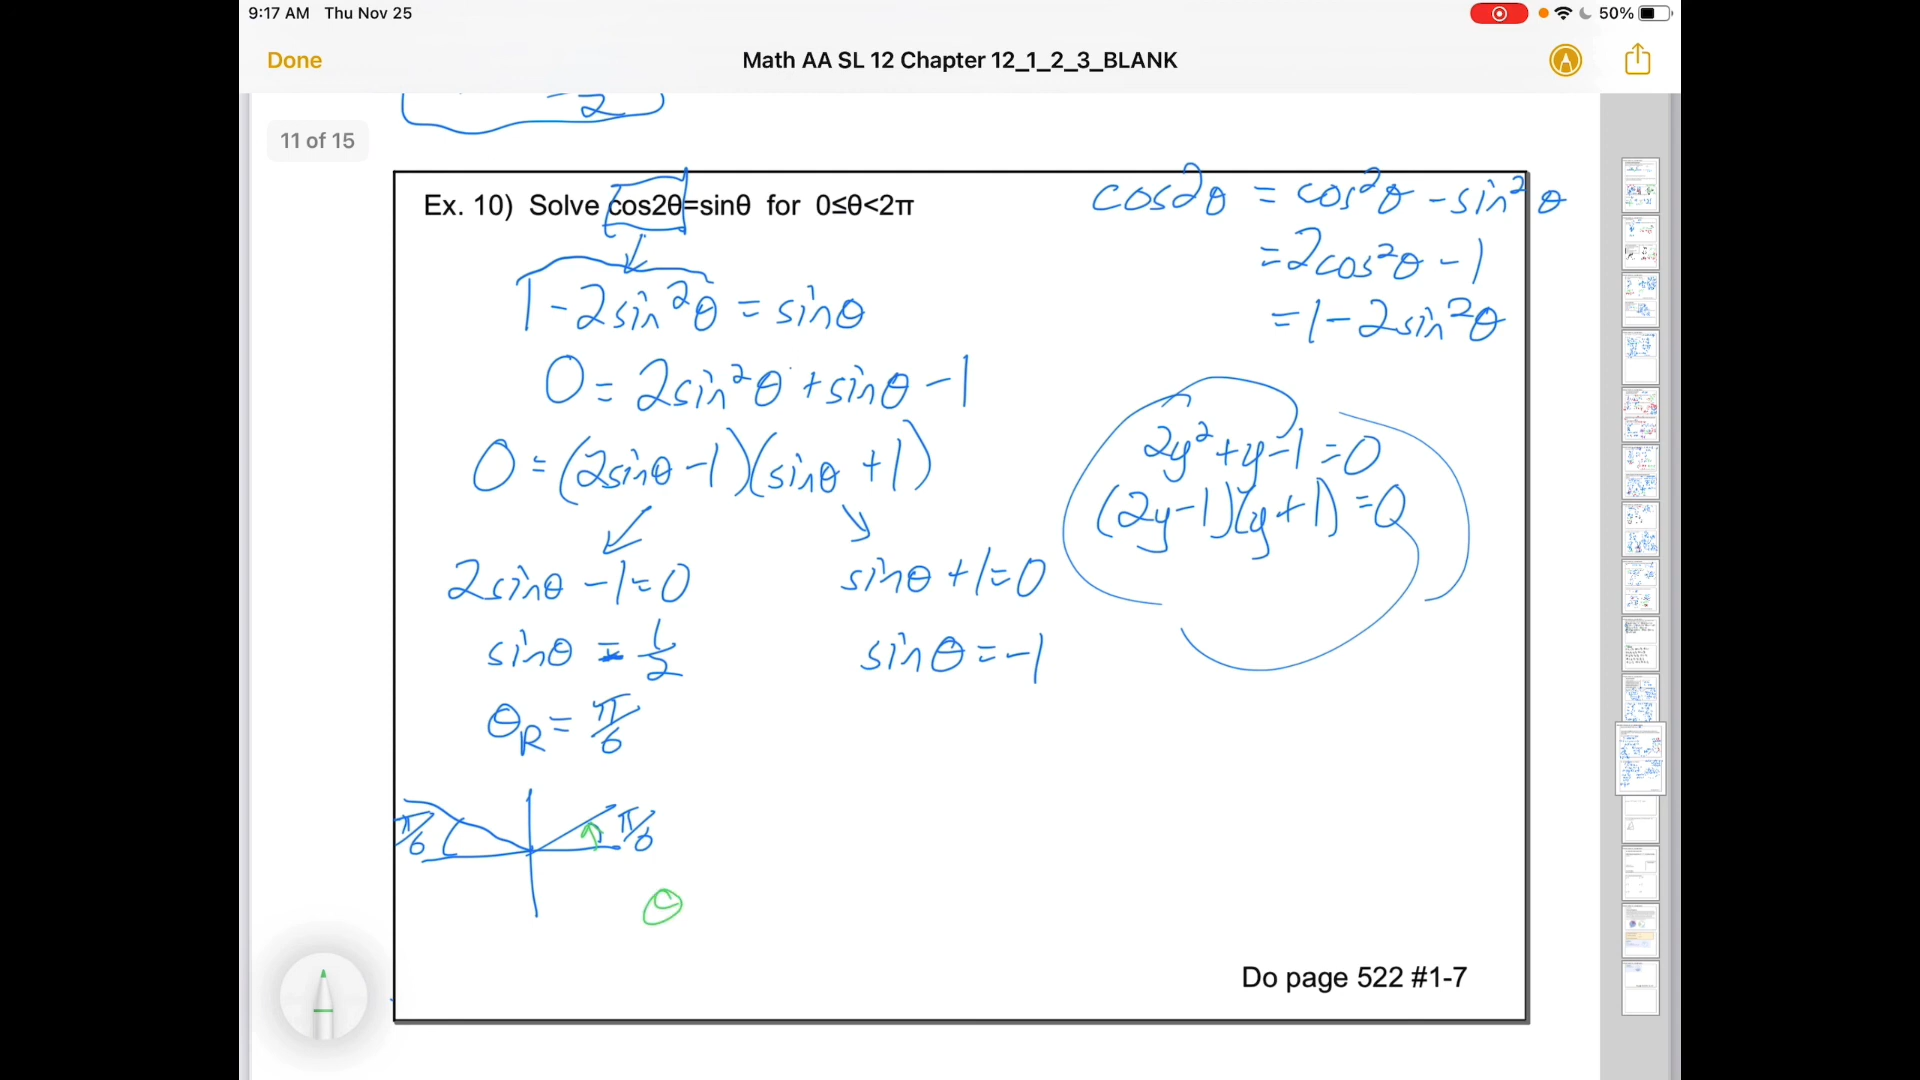 9:17 AM Thu Nov 25
50%
Done
Math AA SL 12 Chapter 12_1_2_3_BLANK
2
11 of 15
Ex. 10) Solve cos2θ=sinθ for 0≤θ<2π
cos2θ = cos²θ - sin²θ
= 2cos²θ - 1
= 1 - 2sin²θ
1 - 2sin²θ = sinθ
0 = 2sin²θ + sinθ - 1
0 = (2sinθ - 1)(sinθ + 1)
2y² + y - 1 = 0
(2y - 1)(y + 1) = 0
2sinθ - 1 = 0
sinθ = 1/2
θR = π/6
sinθ + 1 = 0
sinθ = -1
π/6
π/6
Θ
Do page 522 #1-7